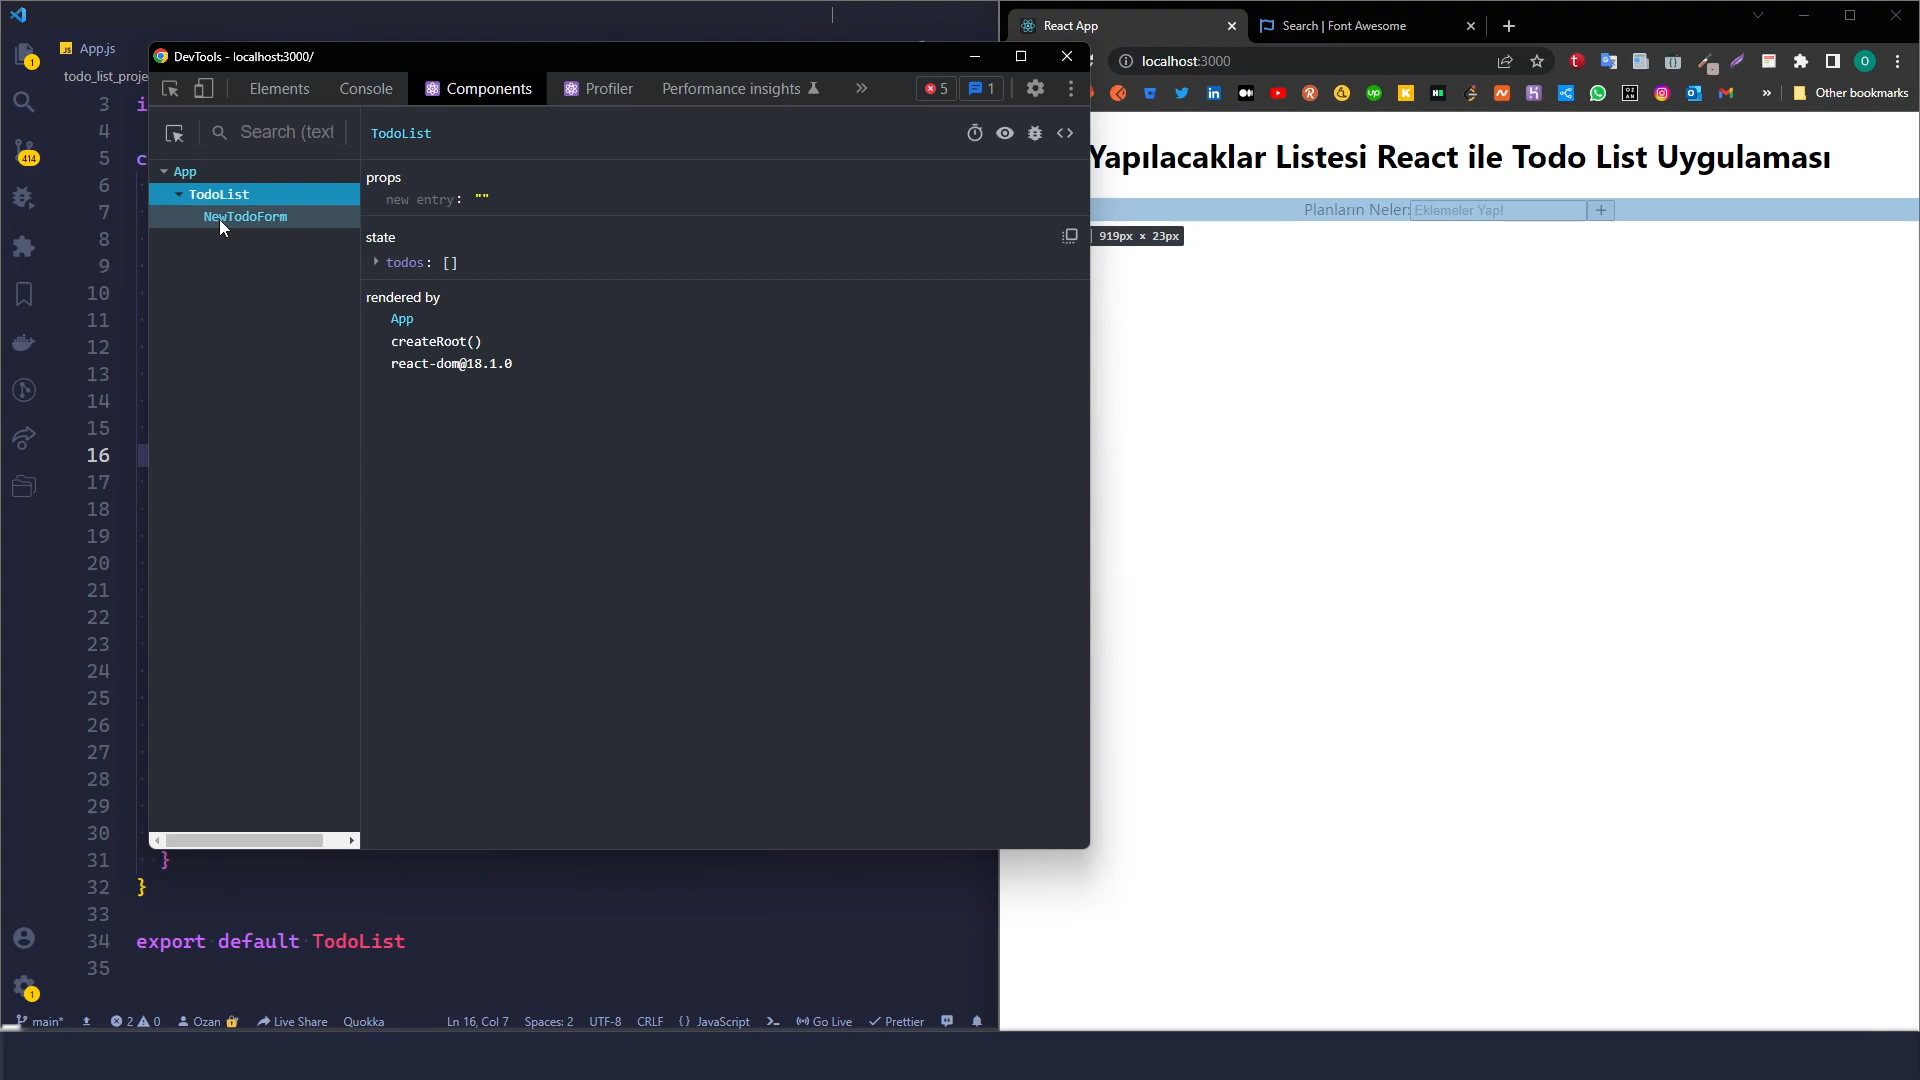 App.js
todo_list_proje
3 i
4
5 c
6
7
8
9
10
11
12
13
14
15
16
17
18
19
20
21
22
23
24
25
26
27
28
29
30
31 }
32 }
33
34 export default TodoList
35
1
414
1
main* 2 0 Ozan Live Share Quokka Ln 16, Col 7 Spaces: 2 UTF-8 CRLF {} JavaScript Go Live Prettier
DevTools - localhost:3000/
Elements Console Components Profiler Performance insights 5 1
Search (text
TodoList
App
TodoList
NewTodoForm
props
new entry: ""
state
todos: []
rendered by
App
createRoot()
react-dom@18.1.0
React App
Search | Font Awesome
localhost:3000
O
Other bookmarks
Yapılacaklar Listesi React ile Todo List Uygulaması
Planların Neler: Eklemeler Yap! +
919px × 23px